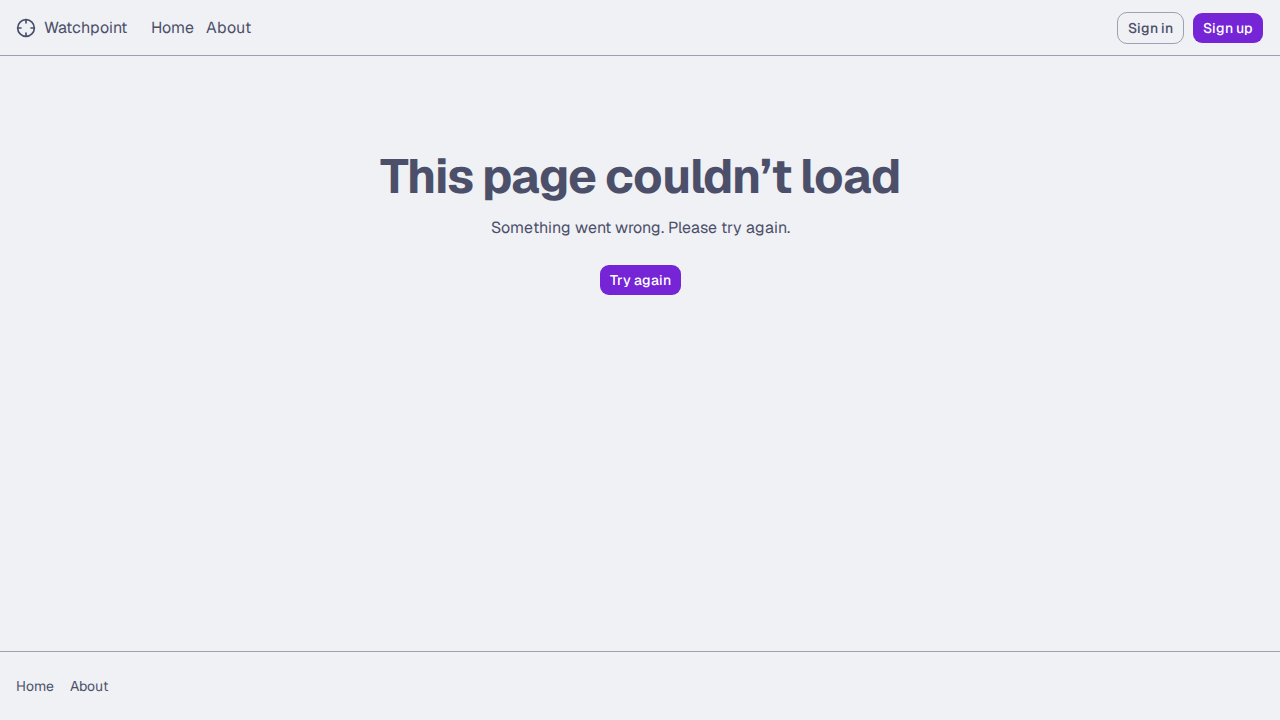 Watchpoint Home About Sign in Sign up
This page couldn’t load
Something went wrong. Please try again.
Try again
Home About